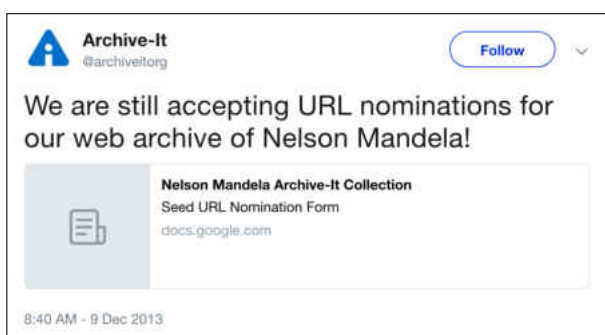 Archive-It
@archiveitorg
Follow
We are still accepting URL nominations for
our web archive of Nelson Mandela!
Nelson Mandela Archive-It Collection
Seed URL Nomination Form
docs.google.com
8:40 AM - 9 Dec 2013